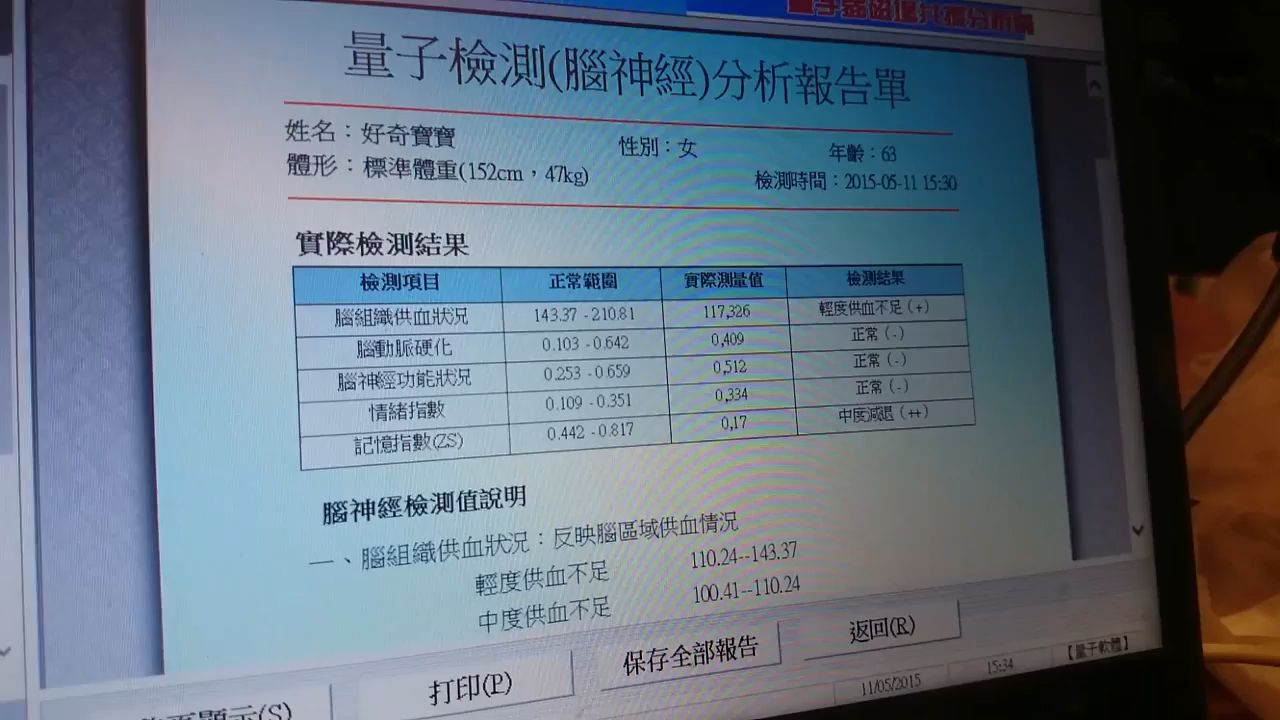 量子檢測(腦神經)分析報告單
姓名：好奇寶寶 性別：女 年齡：63
體形：標準體重(152cm，47kg) 檢測時間：2015-05-11 15:30
實際檢測結果
檢測項目 正常範圍 實際測量值 檢測結果
腦組織供血狀況 143.37 - 210.81 117,326 輕度供血不足（+）
腦動脈硬化 0.103 - 0.642 0,409 正常（-）
腦神經功能狀況 0.253 - 0.659 0,512 正常（-）
情緒指數 0.109 - 0.351 0,334 正常（-）
記憶指數(ZS) 0.442 - 0.817 0,17 中度減退（++）
腦神經檢測值說明
一、腦組織供血狀況：反映腦區域供血情況
輕度供血不足 110.24--143.37
中度供血不足 100.41--110.24
顯示(S) 打印(P) 保存全部報告 返回(R)
11/05/2015 15:34 【量子軟體】